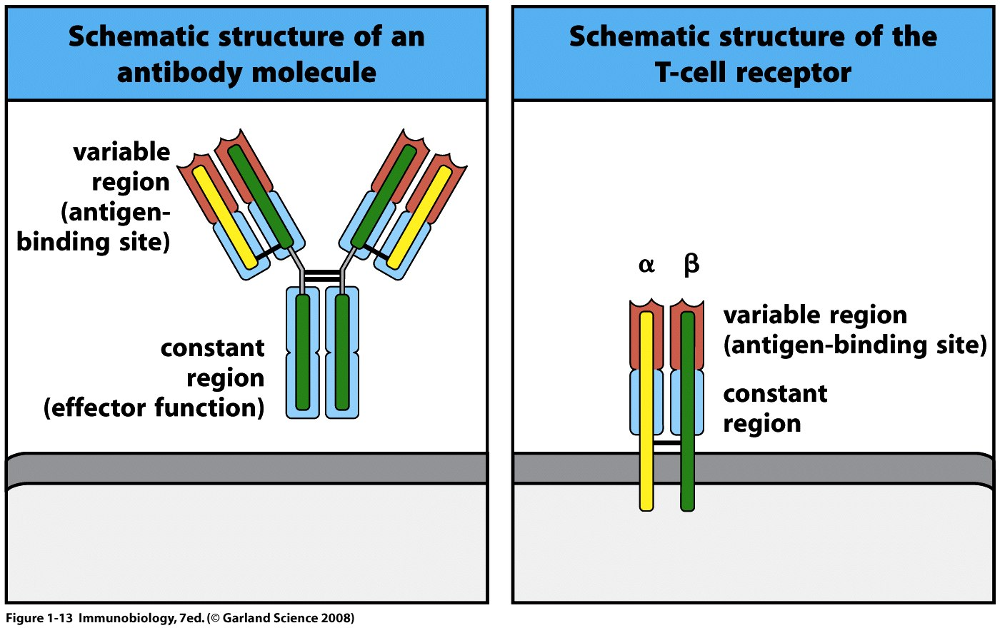 Schematic structure of an
antibody molecule
variable
region
(antigen-
binding site)
constant
region
(effector function)
Schematic structure of the
T-cell receptor
α β
variable region
(antigen-binding site)
constant
region
Figure 1-13 Immunobiology, 7ed. (© Garland Science 2008)